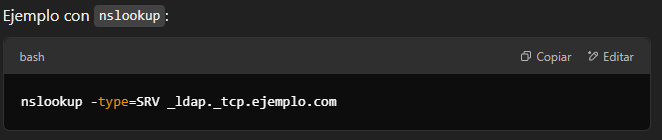 Ejemplo con nslookup:
bash Copiar Editar
nslookup -type=SRV _ldap._tcp.ejemplo.com